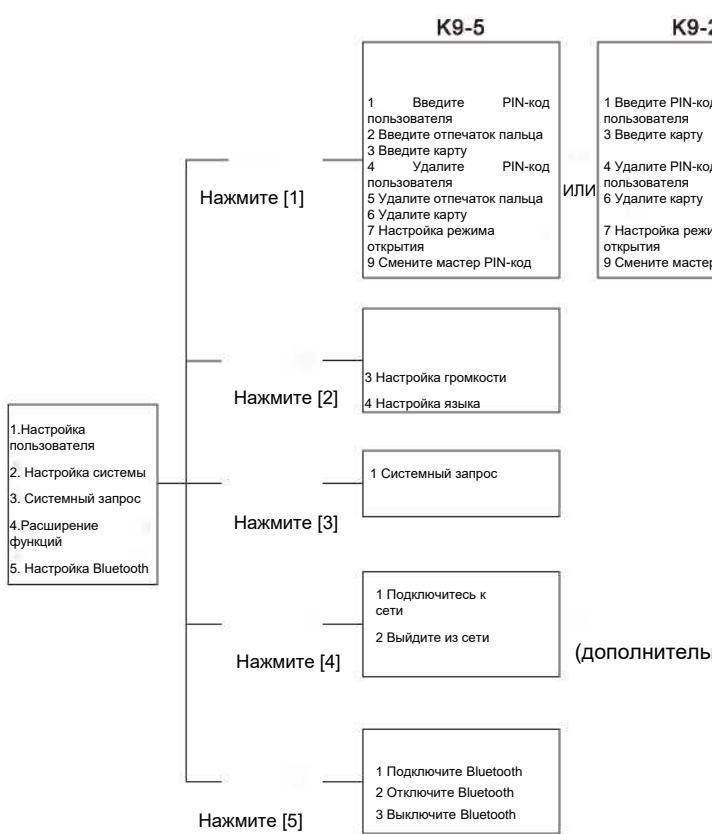 K9-5
1 Введите PIN-код
пользователя
2 Введите отпечаток пальца
3 Введите карту
4 Удалите PIN-код
пользователя
5 Удалите отпечаток пальца
6 Удалите карту
7 Настройка режима
открытия
9 Смените мастер PIN-код
ИЛИ
K9-2
1 Введите PIN-код
пользователя
3 Введите карту
4 Удалите PIN-код
пользователя
6 Удалите карту
7 Настройка режи
открытия
9 Смените мастер
Нажмите [1]
Нажмите [2]
3 Настройка громкости
4 Настройка языка
1.Настройка
пользователя
2. Настройка системы
3. Системный запрос
4.Расширение
функций
5. Настройка Bluetooth
Нажмите [3]
1 Системный запрос
Нажмите [4]
1 Подключитесь к
сети
2 Выйдите из сети
(дополнитель
Нажмите [5]
1 Подключите Bluetooth
2 Отключите Bluetooth
3 Выключите Bluetooth